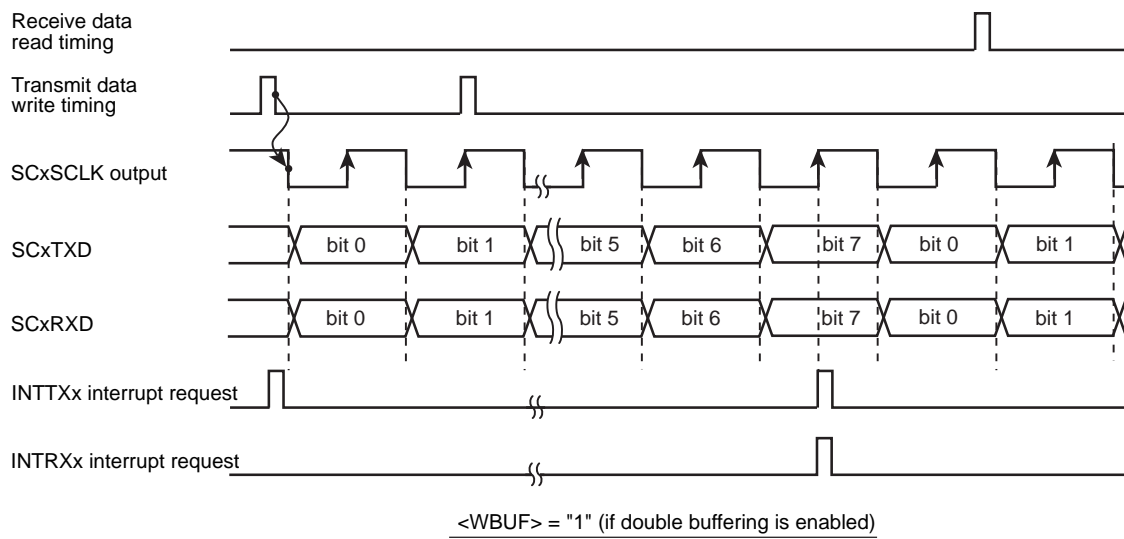 Receive data
read timing
Transmit data
write timing
SCxSCLK output
SCxTXD
bit 0
bit 1
bit 5
bit 6
bit 7
bit 0
bit 1
SCxRXD
bit 0
bit 1
bit 5
bit 6
bit 7
bit 0
bit 1
INTTXx interrupt request
INTRXx interrupt request
<WBUF> = "1" (if double buffering is enabled)